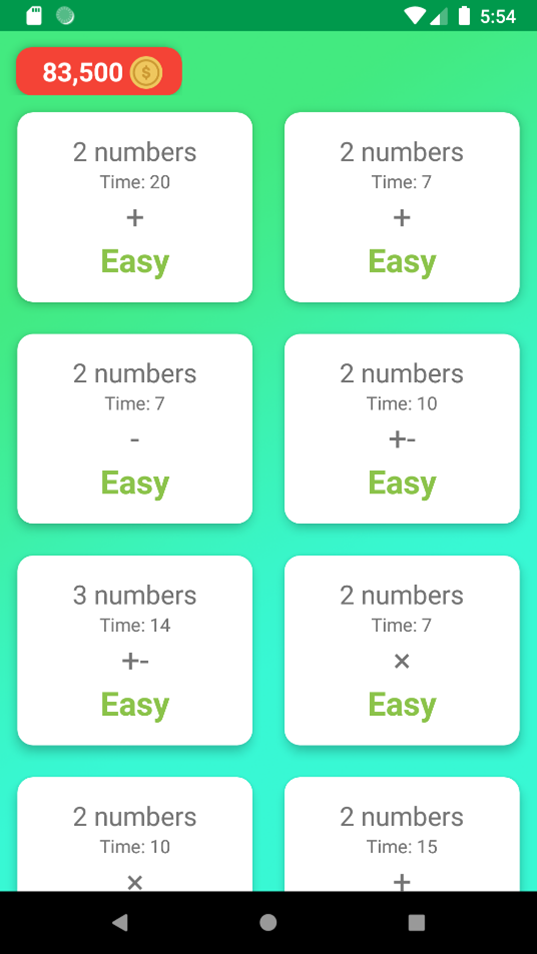 5:54
83,500
2 numbers
Time: 20
+
Easy
2 numbers
Time: 7
+
Easy
2 numbers
Time: 7
-
Easy
2 numbers
Time: 10
+-
Easy
3 numbers
Time: 14
+-
Easy
2 numbers
Time: 7
×
Easy
2 numbers
Time: 10
×
2 numbers
Time: 15
+